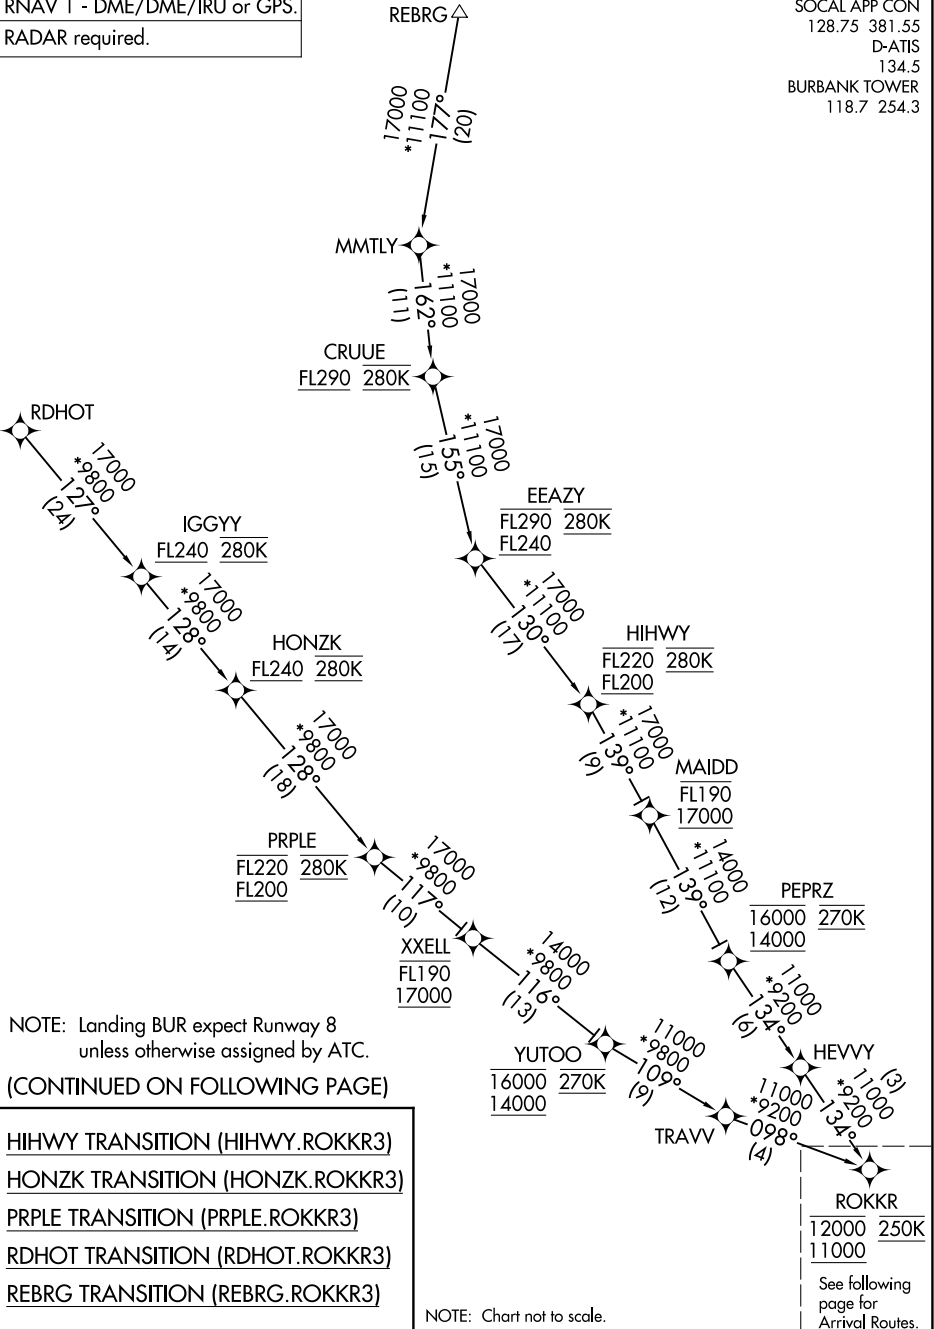 RNAV 1 - DME/DME/IRU or GPS.
RADAR required.
SOCAL APP CON
128.75 381.55
D-ATIS
134.5
BURBANK TOWER
118.7 254.3
REBRG
17000
*11100
177°
(20)
MMTLY
17000
*11100
162°
(11)
CRUUE
FL290 280K
17000
*11100
155°
(15)
RDHOT
17000
*9800
127°
(24)
IGGYY
FL240 280K
EEAZY
FL290 280K
FL240
17000
*9800
128°
(14)
17000
*11100
130°
(17)
HONZK
FL240 280K
HIHWY
FL220 280K
FL200
17000
*9800
128°
(18)
17000
*11100
139°
(9)
MAIDD
FL190
17000
PRPLE
FL220 280K
FL200
17000
*9800
117°
(10)
14000
*11100
139°
(12)
PEPRZ
16000 270K
14000
XXELL
FL190
17000
14000
*9800
116°
(13)
11000
*9200
134°
(6)
NOTE: Landing BUR expect Runway 8
unless otherwise assigned by ATC.
(CONTINUED ON FOLLOWING PAGE)
YUTOO
16000 270K
14000
11000
*9800
109°
(9)
HEVVY
(3)
11000
*9200
134°
TRAVV
11000
*9200
098°
(4)
ROKKR
12000 250K
11000
See following
page for
Arrival Routes.
HIHWY TRANSITION (HIHWY.ROKKR3)
HONZK TRANSITION (HONZK.ROKKR3)
PRPLE TRANSITION (PRPLE.ROKKR3)
RDHOT TRANSITION (RDHOT.ROKKR3)
REBRG TRANSITION (REBRG.ROKKR3)
NOTE: Chart not to scale.